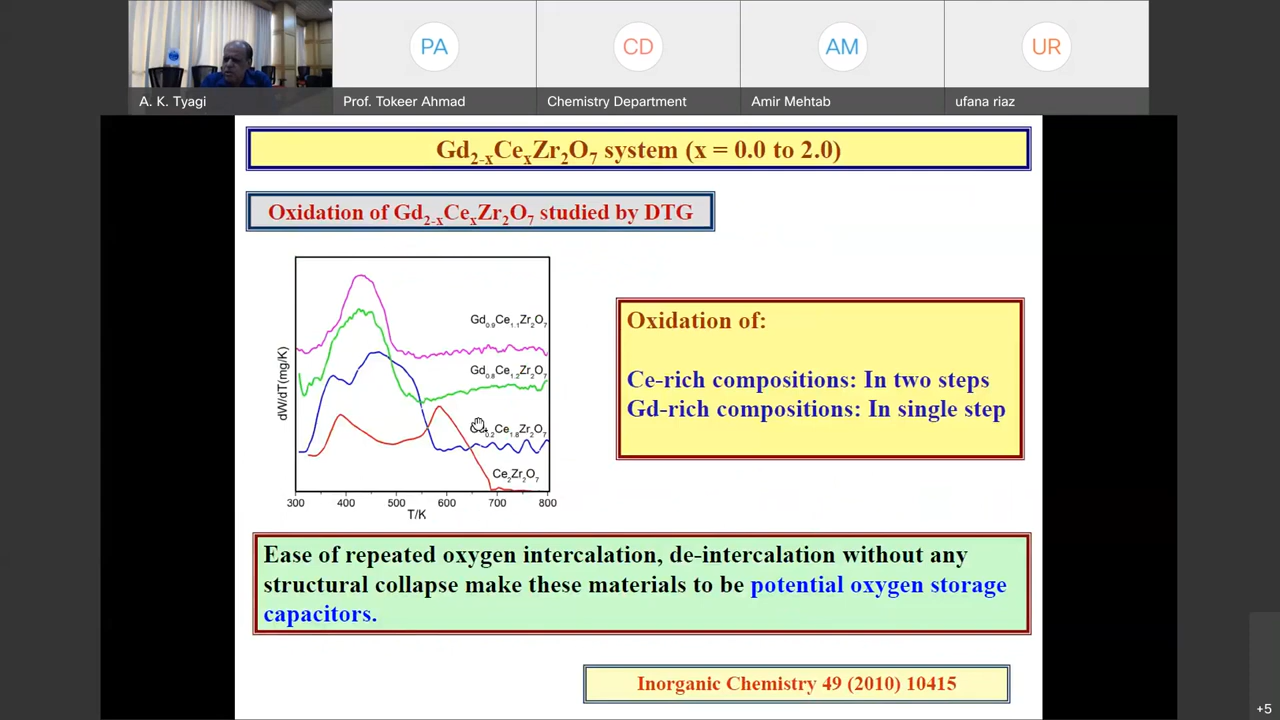 PA
CD
AM
UR
A. K. Tyagi
Prof. Tokeer Ahmad
Chemistry Department
Amir Mehtab
ufana riaz
Gd2-xCexZr2O7 system (x = 0.0 to 2.0)
Oxidation of Gd2-xCexZr2O7 studied by DTG
dW/dT(mg/K)
Gd0.9Ce1.1Zr2O7
Gd0.8Ce1.2Zr2O7
Gd0.2Ce1.8Zr2O7
Ce2Zr2O7
300 400 500 600 700 800
T/K
Oxidation of:
Ce-rich compositions: In two steps
Gd-rich compositions: In single step
Ease of repeated oxygen intercalation, de-intercalation without any
structural collapse make these materials to be potential oxygen storage
capacitors.
Inorganic Chemistry 49 (2010) 10415
+5